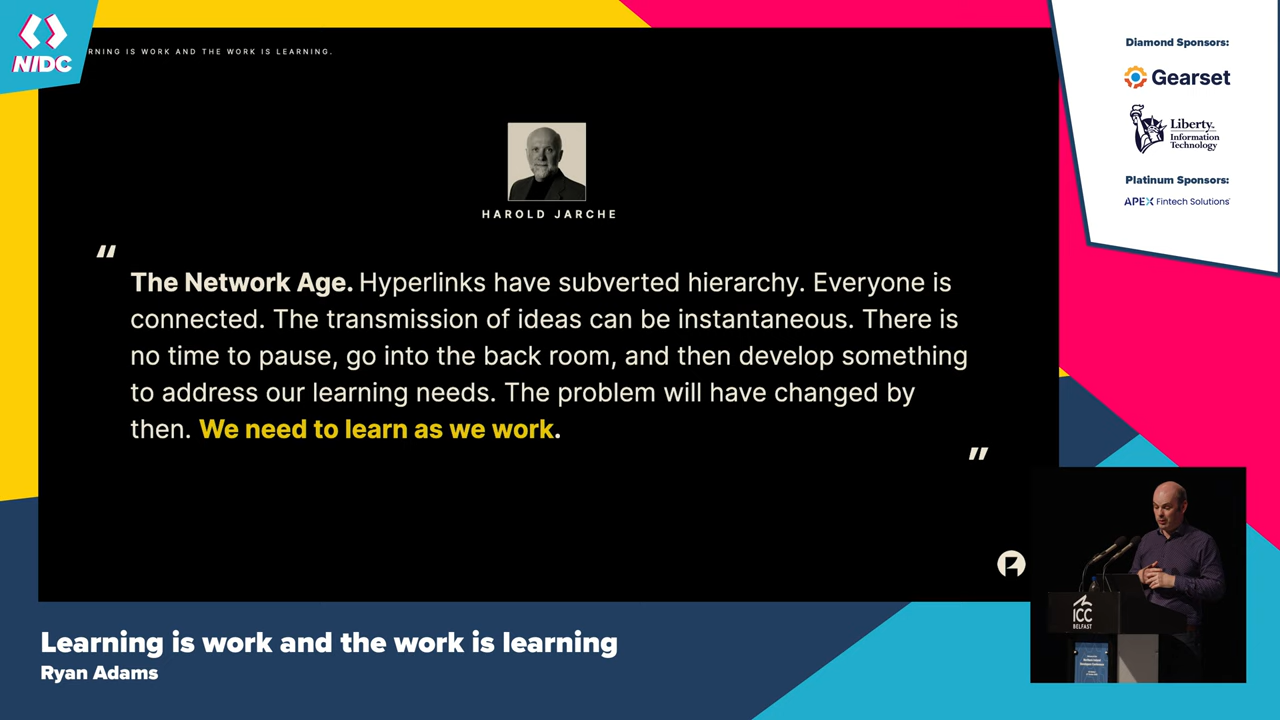 NIDC
RNING IS WORK AND THE WORK IS LEARNING.
HAROLD JARCHE
“
The Network Age. Hyperlinks have subverted hierarchy. Everyone is
connected. The transmission of ideas can be instantaneous. There is
no time to pause, go into the back room, and then develop something
to address our learning needs. The problem will have changed by
then. We need to learn as we work.
”
Diamond Sponsors:
Gearset
Liberty
Information
Technology
Platinum Sponsors:
APEX Fintech Solutions
ICC
BELFAST
Learning is work and the work is learning
Ryan Adams